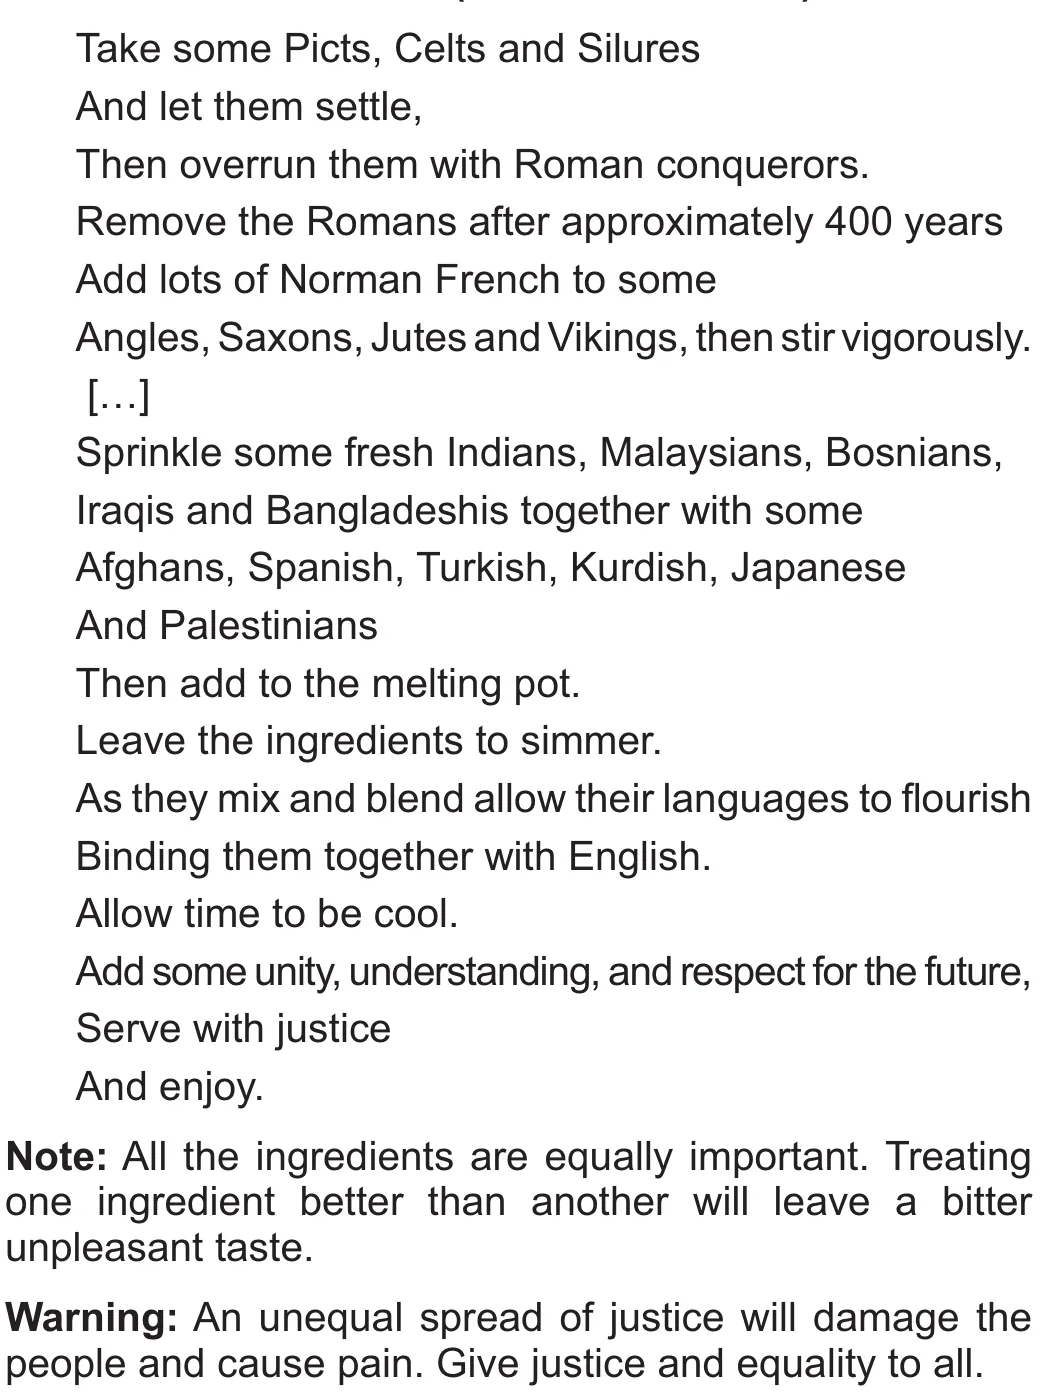 Take some Picts, Celts and Silures
And let them settle,
Then overrun them with Roman conquerors.
Remove the Romans after approximately 400 years
Add lots of Norman French to some
Angles, Saxons, Jutes and Vikings, then stir vigorously.
[…]
Sprinkle some fresh Indians, Malaysians, Bosnians,
Iraqis and Bangladeshis together with some
Afghans, Spanish, Turkish, Kurdish, Japanese
And Palestinians
Then add to the melting pot.
Leave the ingredients to simmer.
As they mix and blend allow their languages to flourish
Binding them together with English.
Allow time to be cool.
Add some unity, understanding, and respect for the future,
Serve with justice
And enjoy.
Note: All the ingredients are equally important. Treating
one ingredient better than another will leave a bitter
unpleasant taste.
Warning: An unequal spread of justice will damage the
people and cause pain. Give justice and equality to all.